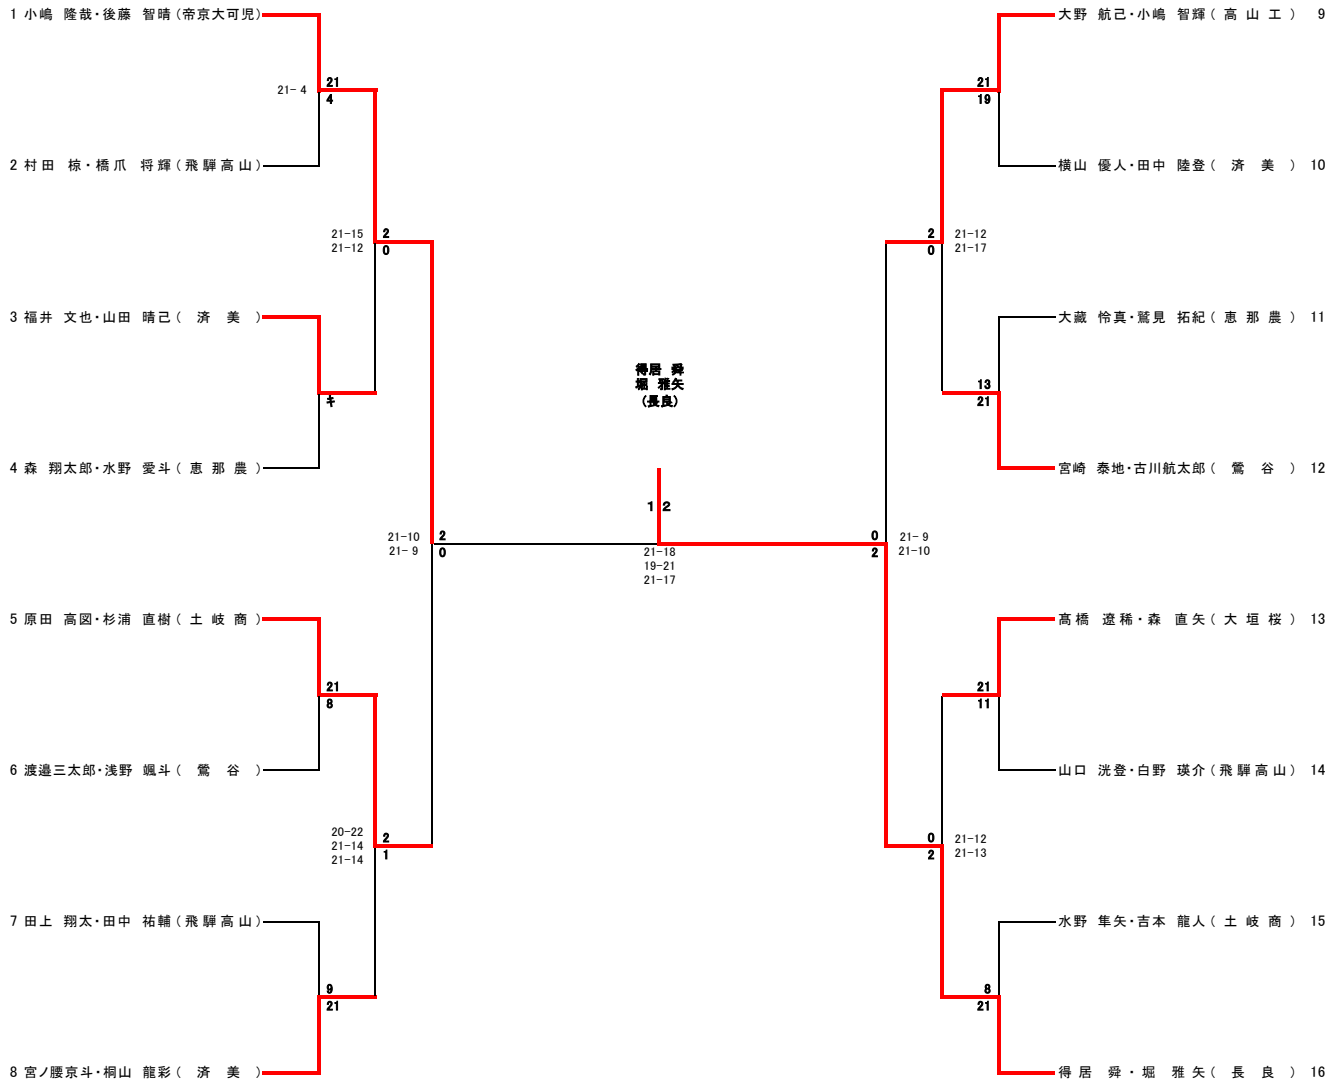 1 小嶋 隆哉・後藤 智晴(帝京大可児)
21
21- 4
4
2 村田 椋・橋爪 将輝(飛騨高山)
21-15 2
21-12 0
3 福井 文也・山田 晴己( 済 美 )
キ
4 森 翔太郎・水野 愛斗( 恵 那 農 )
21-10 2
21- 9 0
5 原田 高図・杉浦 直樹( 土 岐 商 )
21
8
6 渡邉三太郎・浅野 颯斗( 鶯 谷 )
20-22 2
21-14
21-14 1
7 田上 翔太・田中 祐輔(飛騨高山)
9
21
8 宮ノ腰京斗・桐山 龍彩( 済 美 )
得居 舜
堀 雅矢
(長良)
1 2
21-18
19-21
21-17
大野 航己・小嶋 智輝( 高 山 工 ) 9
21
19
横山 優人・田中 陸登( 済 美 ) 10
2 21-12
0 21-17
大蔵 怜真・鷲見 拓紀( 恵 那 農 ) 11
13
21
宮崎 泰地・古川航太郎( 鶯 谷 ) 12
0 21- 9
2 21-10
髙橋 遼稀・森 直矢( 大 垣 桜 ) 13
21
11
山口 洸登・白野 瑛介(飛騨高山) 14
0 21-12
2 21-13
水野 隼矢・吉本 龍人( 土 岐 商 ) 15
8
21
得居 舜・堀 雅矢( 長 良 ) 16